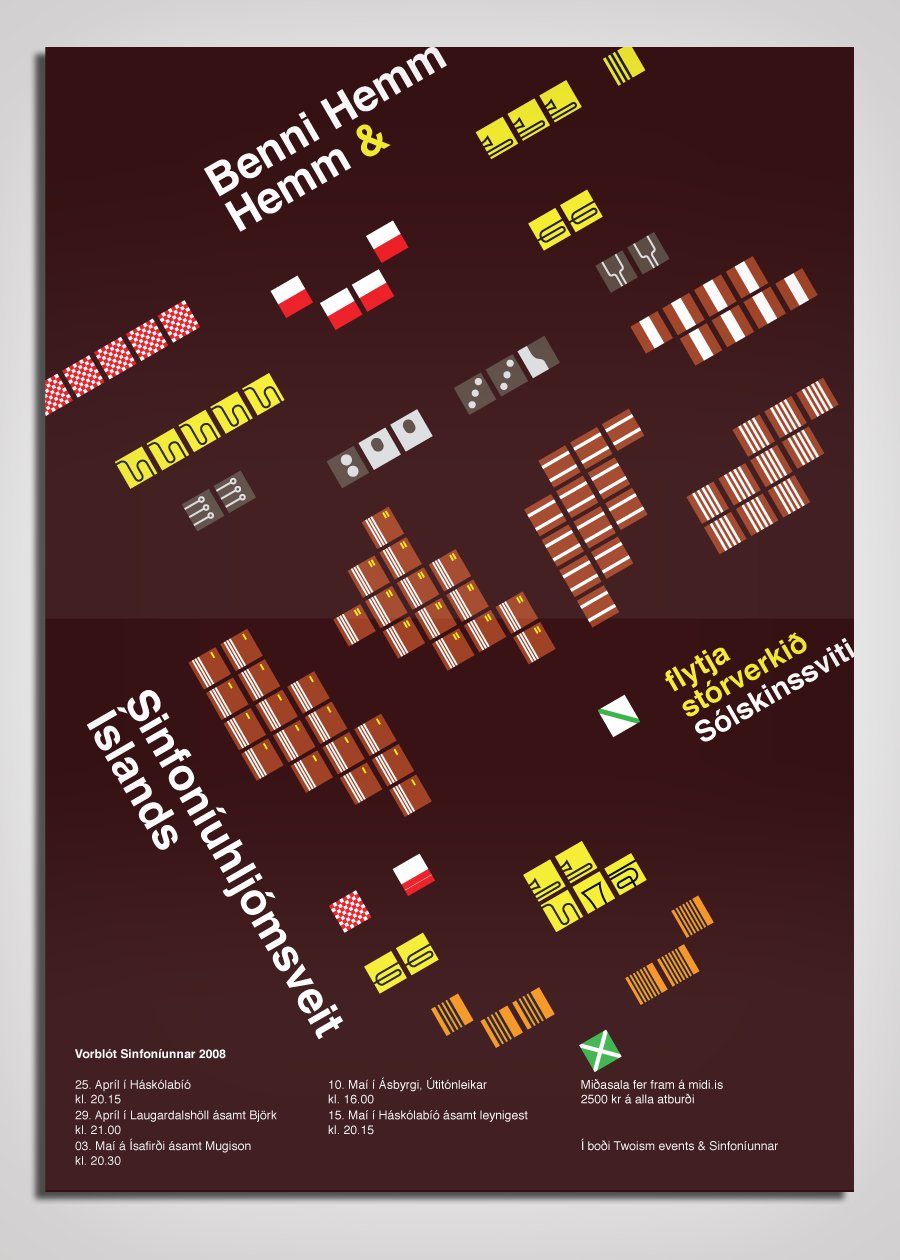 Benni Hemm
Hemm &
flytja
stórverkið
Sólskinssviti
Sinfoníuhljómsveit
Íslands
Vorblót Sinfoníunnar 2008
25. Apríl í Háskólabíó
kl. 20.15
29. Apríl í Laugardalshöll ásamt Björk
kl. 21.00
03. Maí á Ísafirði ásamt Mugison
kl. 20.30
10. Maí í Ásbyrgi, Útitónleikar
kl. 16.00
15. Maí í Háskólabíó ásamt leynigest
kl. 20.15
Miðasala fer fram á midi.is
2500 kr á alla atburði
Í boði Twoism events & Sinfoníunnar